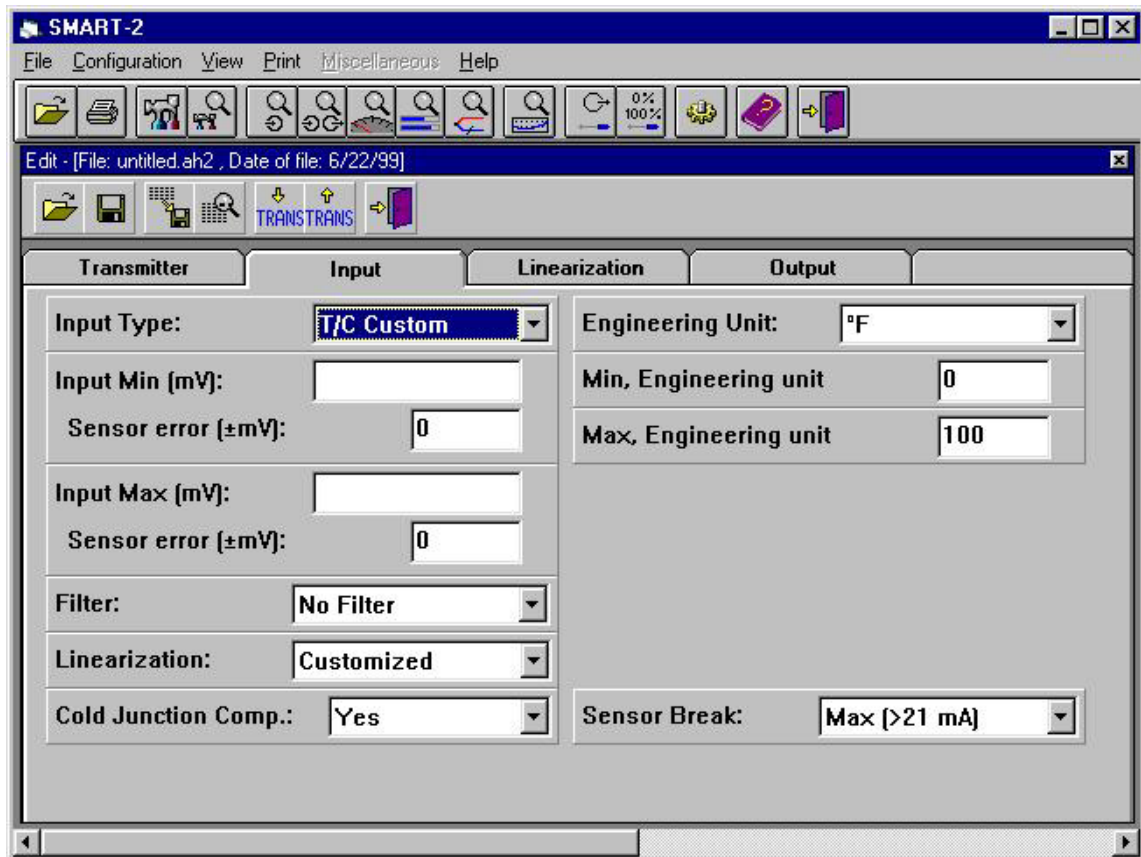 SMART-2
File Configuration View Print Miscellaneous Help
0%
100%
?
Edit - [File: untitled.ah2 , Date of file: 6/22/99]
TRANS TRANS
Transmitter Input Linearization Output
Input Type: T/C Custom Engineering Unit: °F
Input Min (mV): Min, Engineering unit 0
Sensor error (±mV): 0 Max, Engineering unit 100
Input Max (mV):
Sensor error (±mV): 0
Filter: No Filter
Linearization: Customized
Cold Junction Comp.: Yes Sensor Break: Max (>21 mA)